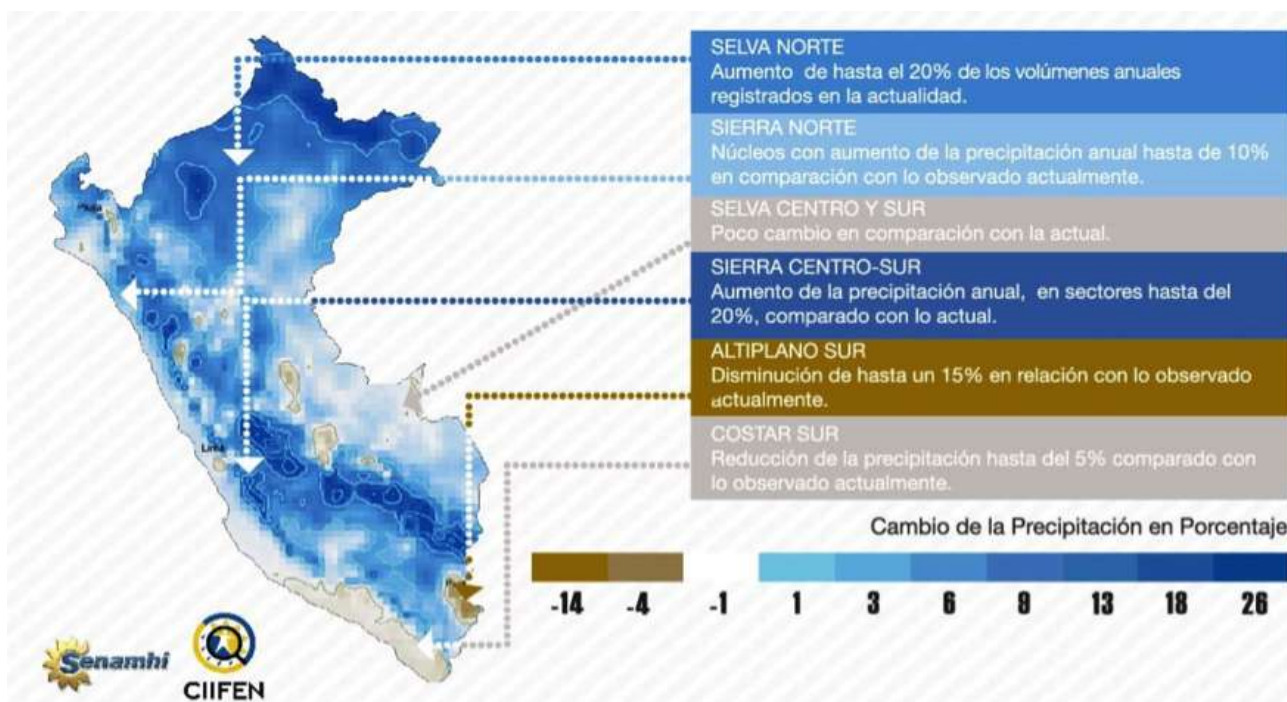 SELVA NORTE
Aumento de hasta el 20% de los volúmenes anuales
registrados en la actualidad.
SIERRA NORTE
Núcleos con aumento de la precipitación anual hasta de 10%
en comparación con lo observado actualmente.
SELVA CENTRO Y SUR
Poco cambio en comparación con la actual.
SIERRA CENTRO-SUR
Aumento de la precipitación anual, en sectores hasta del
20%, comparado con lo actual.
ALTIPLANO SUR
Disminución de hasta un 15% en relación con lo observado
actualmente.
COSTAR SUR
Reducción de la precipitación hasta del 5% comparado con
lo observado actualmente.
Cambio de la Precipitación en Porcentaje
-14 -4 -1 1 3 6 9 13 18 26
Piura
Lima
Senamhi
CIIFEN